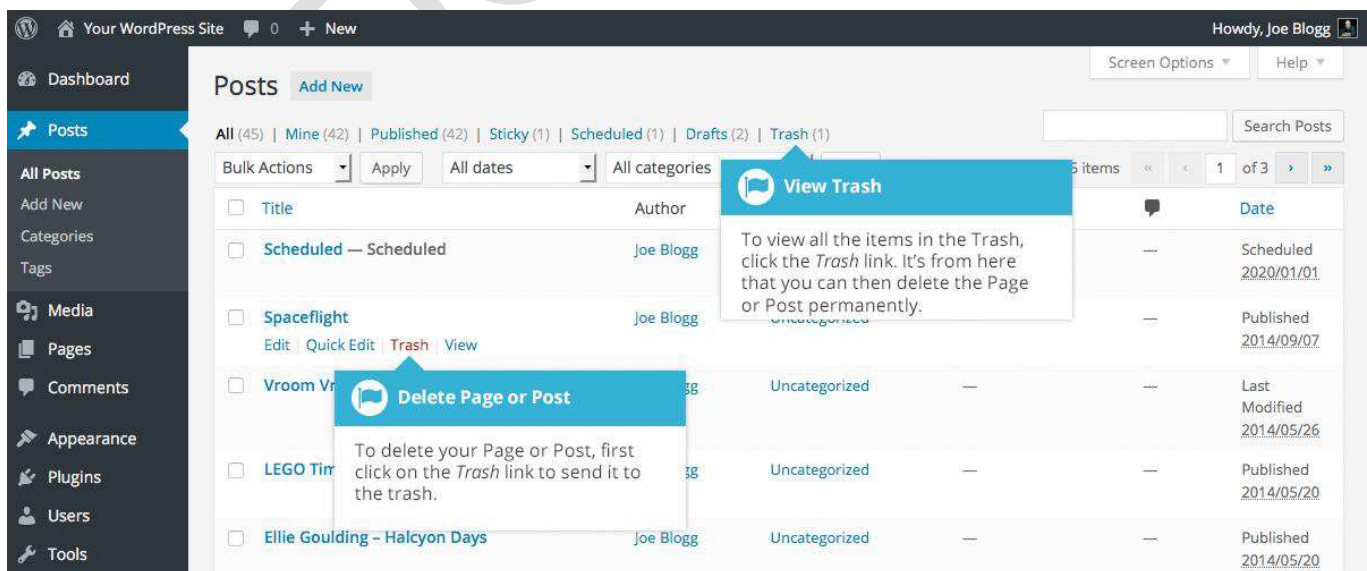 Your WordPress Site 0 + New Howdy, Joe Blogg
Screen Options Help
Dashboard
Posts Add New
Posts
All (45) | Mine (42) | Published (42) | Sticky (1) | Scheduled (1) | Drafts (2) | Trash (1) Search Posts
Bulk Actions Apply All dates All categories items « ‹ 1 of 3 › »
All Posts
Add New
Categories
Tags
Media
Pages
Comments
Appearance
Plugins
Users
Tools
Title Author Date
Scheduled — Scheduled Joe Blogg — Scheduled
2020/01/01
Spaceflight Joe Blogg Uncategorized — — Published
Edit | Quick Edit | Trash | View 2014/09/07
Vroom Uncategorized — — Last
Modified
2014/05/26
LEGO Uncategorized — — Published
2014/05/20
Ellie Goulding – Halcyon Days Joe Blogg Uncategorized — — Published
2014/05/20
View Trash
To view all the items in the Trash,
click the Trash link. It's from here
that you can then delete the Page
or Post permanently.
Delete Page or Post
To delete your Page or Post, first
click on the Trash link to send it to
the trash.